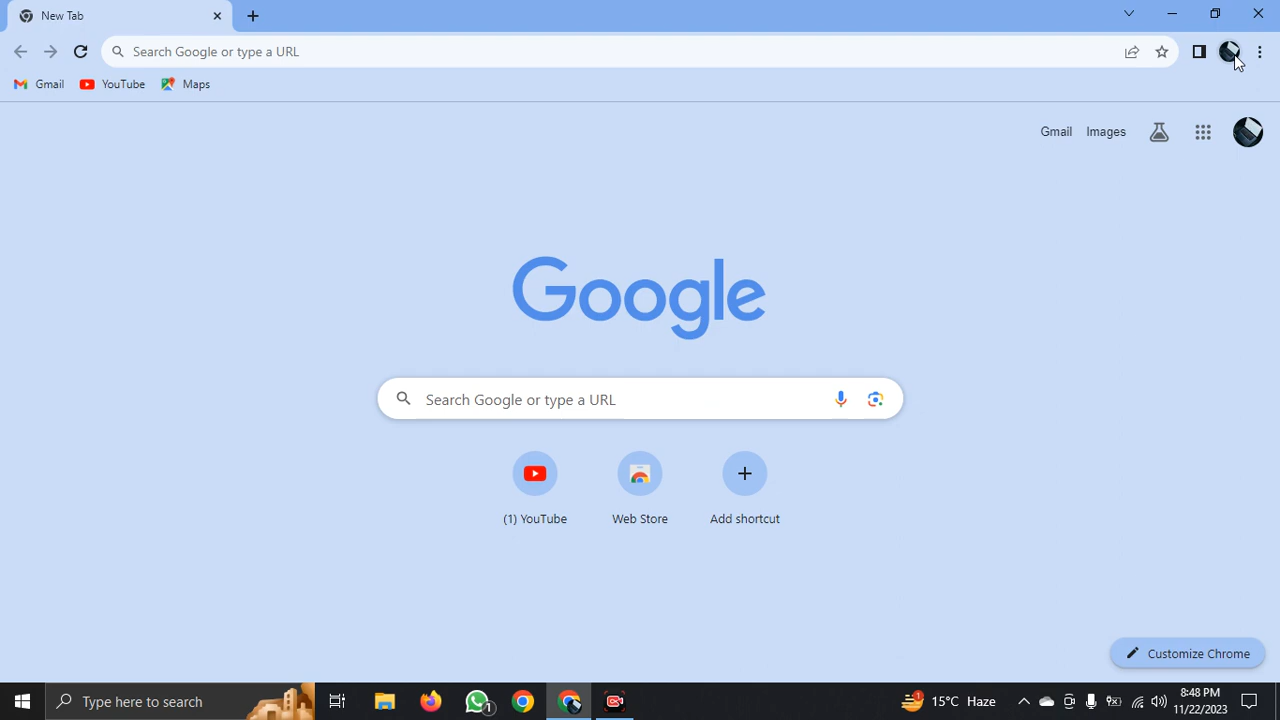 New Tab
Search Google or type a URL
Gmail YouTube Maps
Gmail Images
Google
Search Google or type a URL
(1) YouTube Web Store Add shortcut
Customize Chrome
Type here to search
1
1
15°C Haze
8:48 PM
11/22/2023